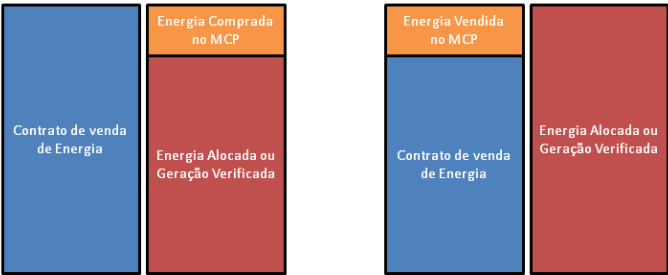 Contrato de venda
de Energia
Energia Comprada
no MCP
Energia Alocada ou
Geração Verificada
Energia Vendida
no MCP
Contrato de venda
de Energia
Energia Alocada ou
Geração Verificada